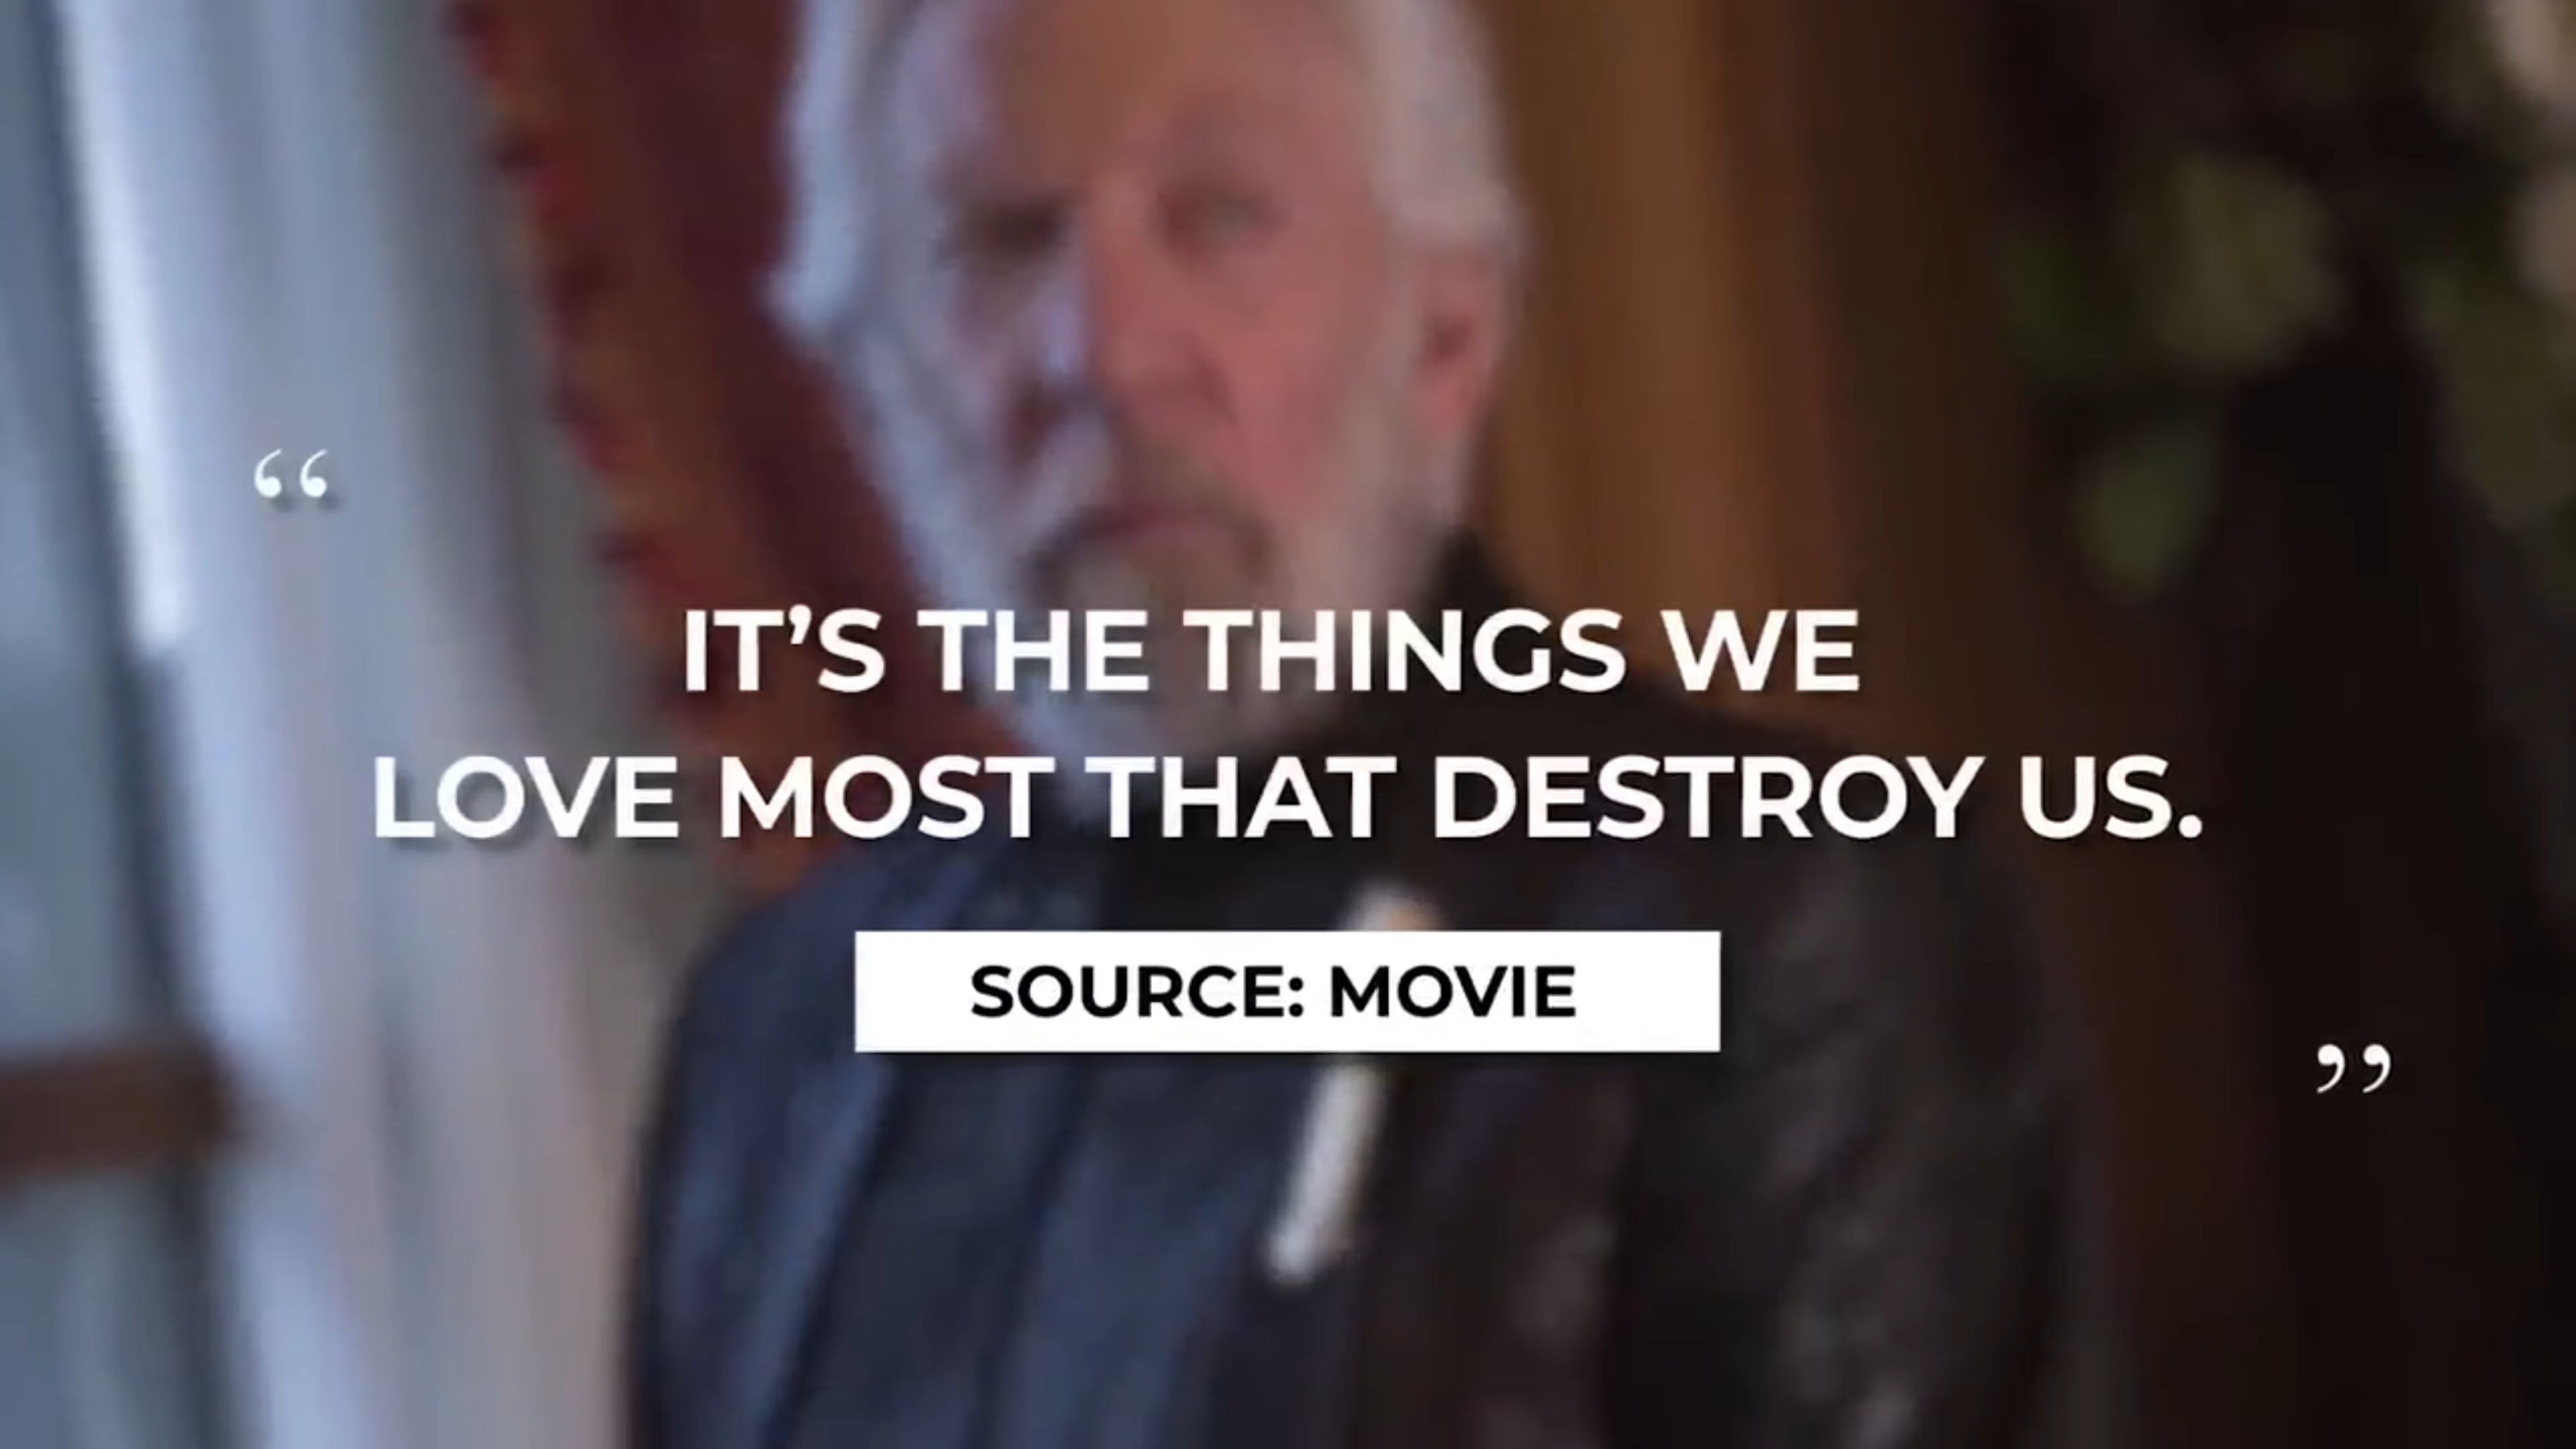 “
IT’S THE THINGS WE
LOVE MOST THAT DESTROY US.
SOURCE: MOVIE
”